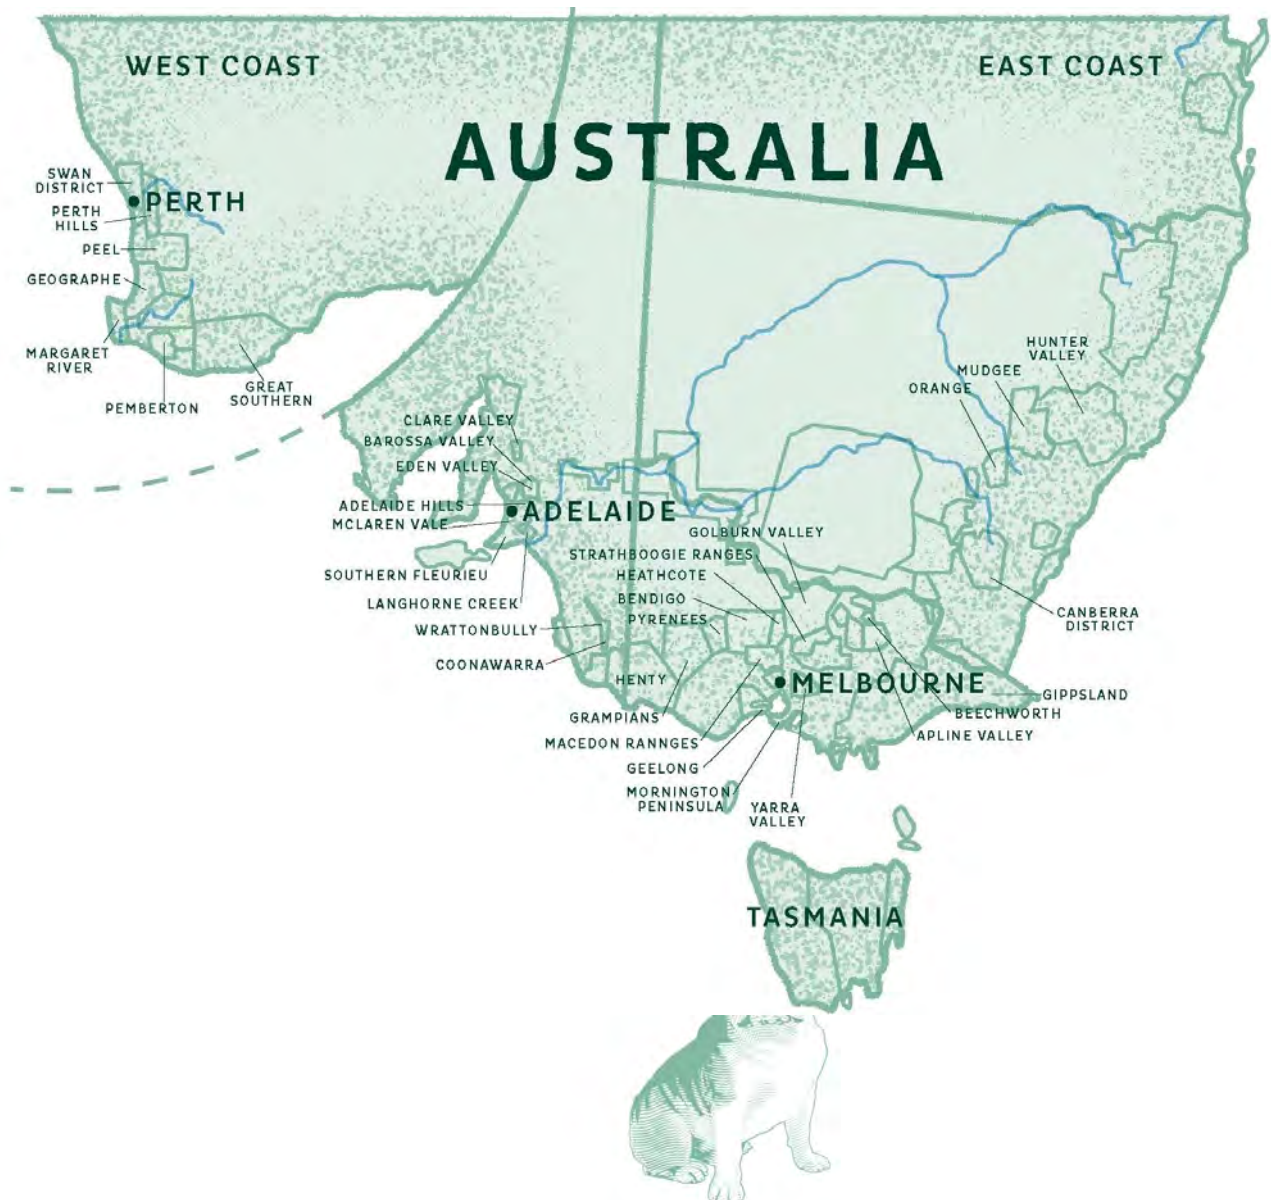 WEST COAST
EAST COAST
AUSTRALIA
SWAN
DISTRICT
PERTH
PERTH
HILLS
PEEL
GEOGRAPHE
MARGARET
RIVER
PEMBERTON
GREAT
SOUTHERN
HUNTER
VALLEY
MUDGEE
ORANGE
CLARE VALLEY
BAROSSA VALLEY
EDEN VALLEY
ADELAIDE HILLS
ADELAIDE
MCLAREN VALE
SOUTHERN FLEURIEU
LANGHORNE CREEK
WRATTONBULLY
COONAWARRA
GOLBURN VALLEY
STRATHBOOGIE RANGES
HEATHCOTE
BENDIGO
PYRENEES
CANBERRA
DISTRICT
HENTY
MELBOURNE
GIPPSLAND
BEECHWORTH
APLINE VALLEY
GRAMPIANS
MACEDON RANNGES
GEELONG
MORNINGTON
PENINSULA
YARRA
VALLEY
TASMANIA